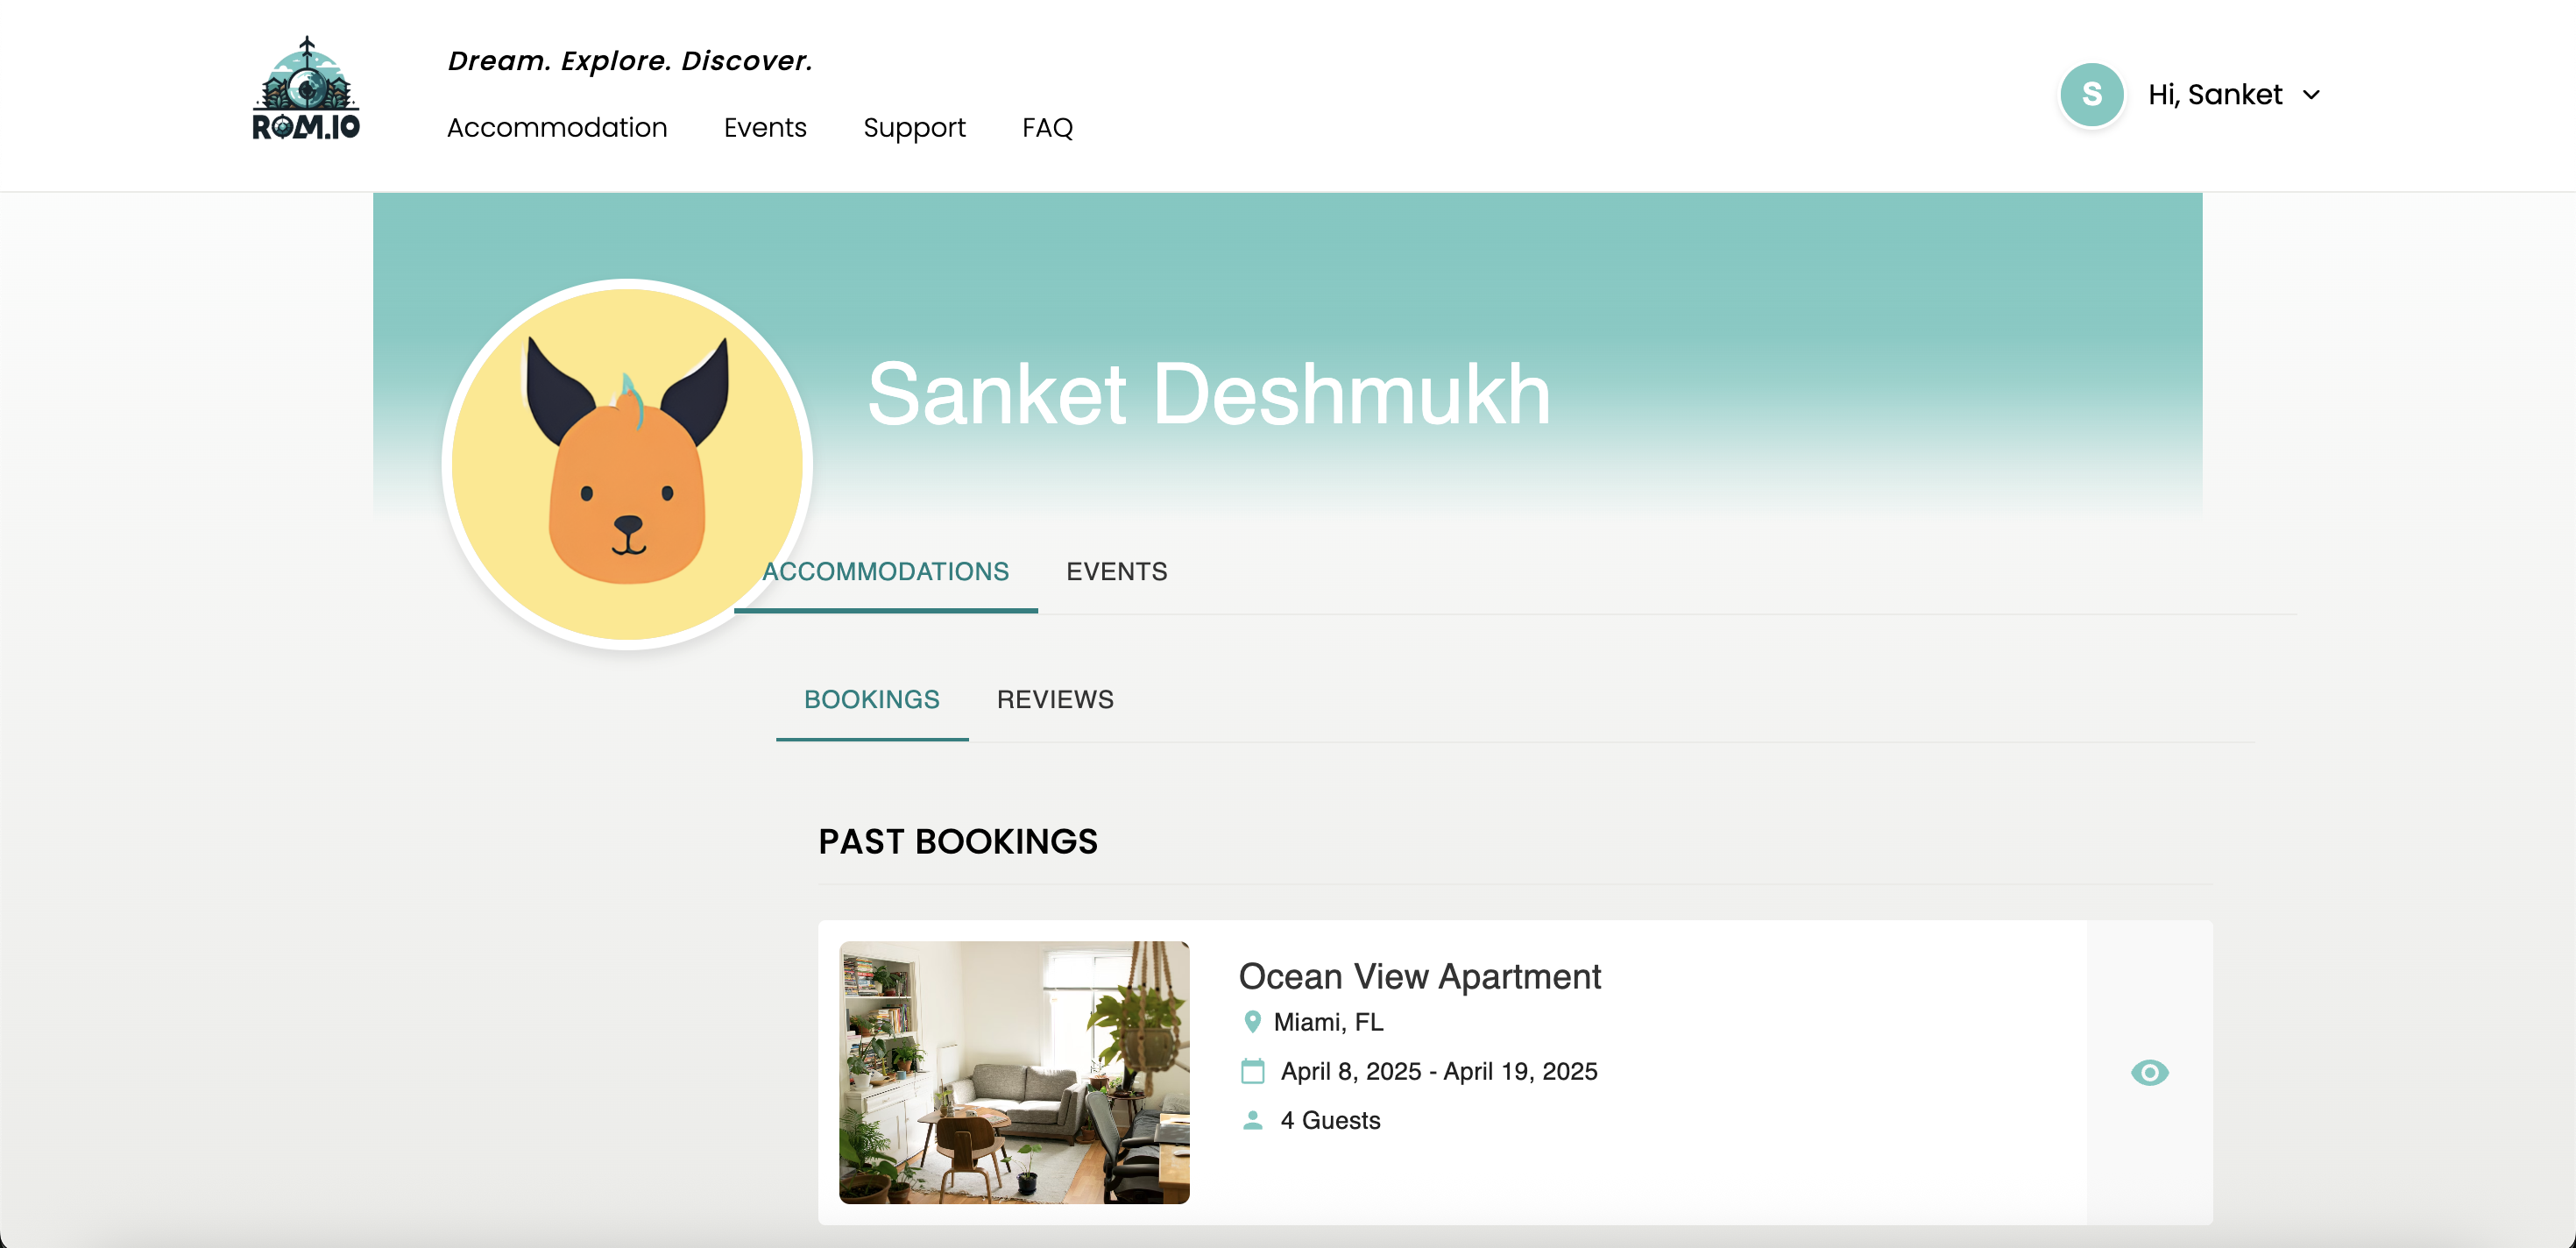 ROM.IO
Dream. Explore. Discover.
Accommodation Events Support FAQ
S Hi, Sanket
Sanket Deshmukh
ACCOMMODATIONS EVENTS
BOOKINGS REVIEWS
PAST BOOKINGS
Ocean View Apartment
Miami, FL
April 8, 2025 - April 19, 2025
4 Guests